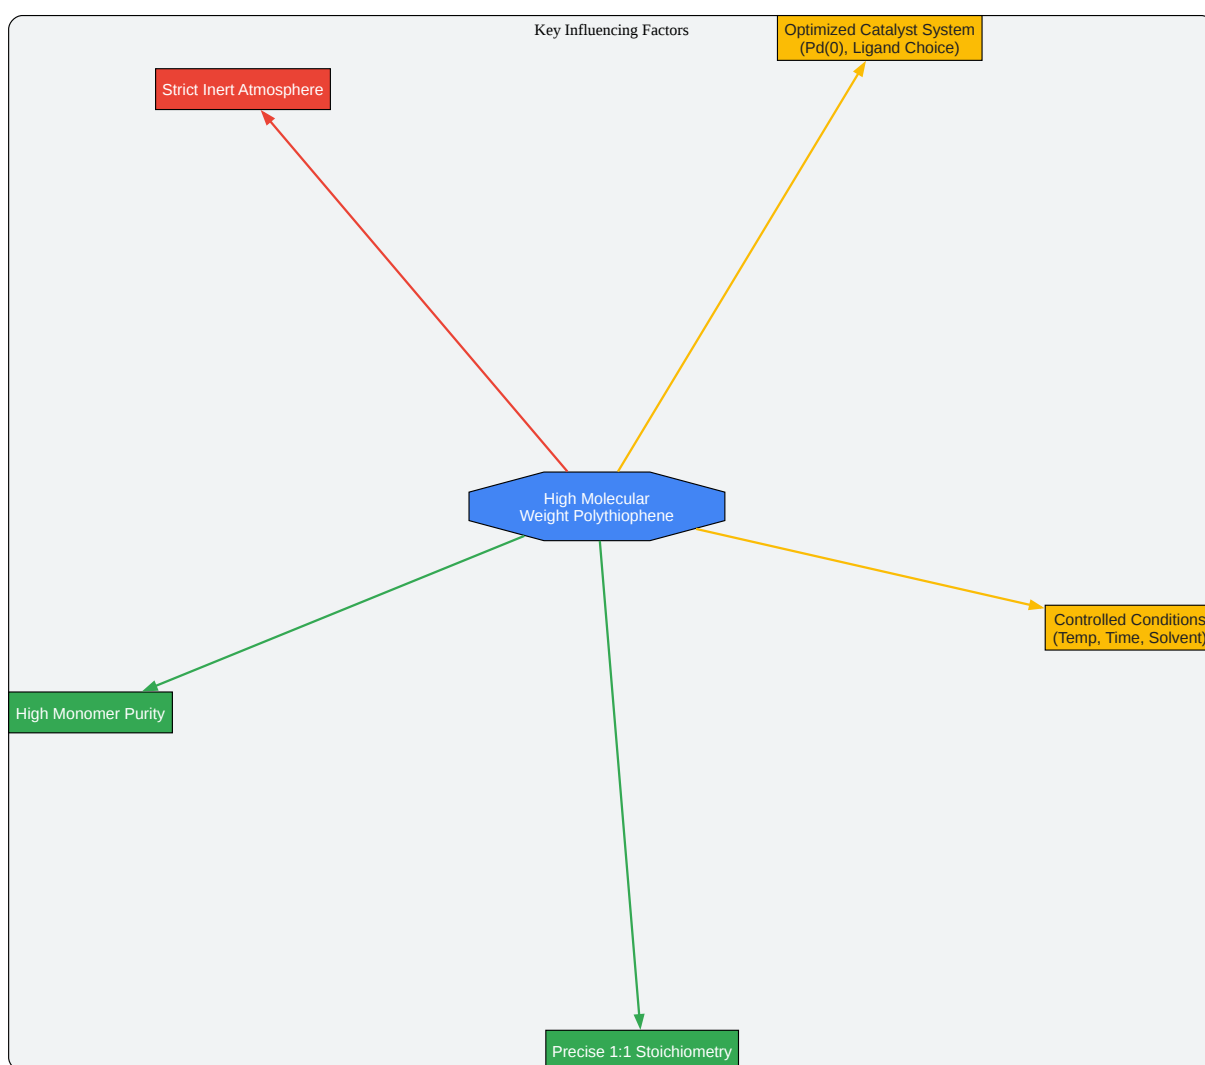 Key Influencing Factors
Optimized Catalyst System
(Pd(0), Ligand Choice)
Strict Inert Atmosphere
High Molecular
Weight Polythiophene
Controlled Conditions
(Temp, Time, Solvent)
High Monomer Purity
Precise 1:1 Stoichiometry